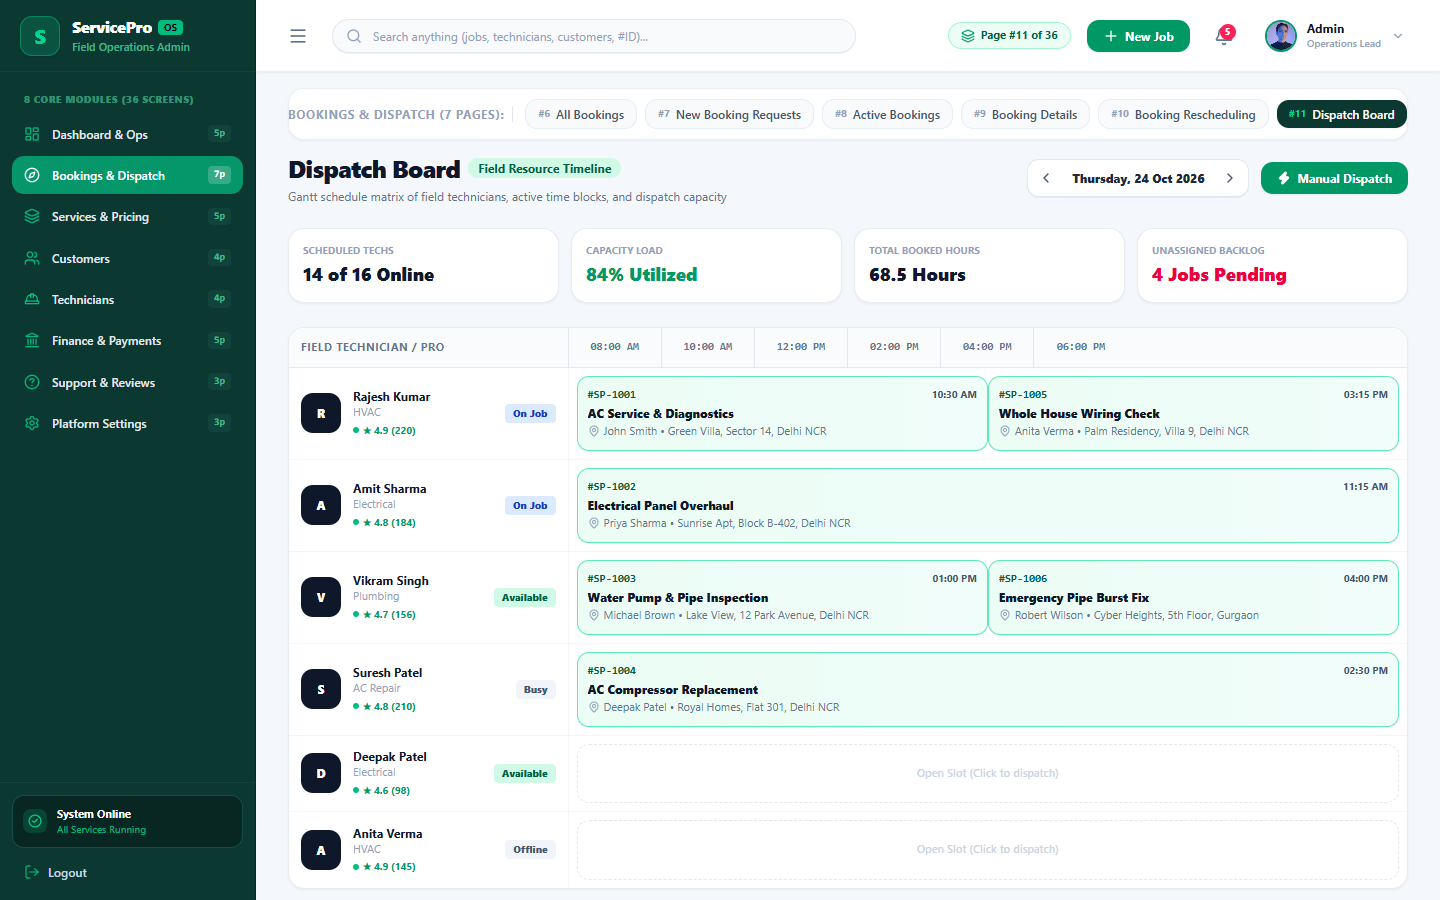 S
ServicePro OS
Field Operations Admin
8 CORE MODULES (36 SCREENS)
Dashboard & Ops 5p
Bookings & Dispatch 7p
Services & Pricing 5p
Customers 4p
Technicians 4p
Finance & Payments 5p
Support & Reviews 3p
Platform Settings 3p
System Online
All Services Running
Logout
Search anything (jobs, technicians, customers, #ID)...
Page #11 of 36
New Job
5
Admin
Operations Lead
BOOKINGS & DISPATCH (7 PAGES):
#6 All Bookings
#7 New Booking Requests
#8 Active Bookings
#9 Booking Details
#10 Booking Rescheduling
#11 Dispatch Board
Dispatch Board
Field Resource Timeline
Gantt schedule matrix of field technicians, active time blocks, and dispatch capacity
Thursday, 24 Oct 2026
Manual Dispatch
SCHEDULED TECHS
14 of 16 Online
CAPACITY LOAD
84% Utilized
TOTAL BOOKED HOURS
68.5 Hours
UNASSIGNED BACKLOG
4 Jobs Pending
FIELD TECHNICIAN / PRO
08:00 AM
10:00 AM
12:00 PM
02:00 PM
04:00 PM
06:00 PM
R
Rajesh Kumar
HVAC
★ 4.9 (220)
On Job
#SP-1001 10:30 AM
AC Service & Diagnostics
John Smith • Green Villa, Sector 14, Delhi NCR
#SP-1005 03:15 PM
Whole House Wiring Check
Anita Verma • Palm Residency, Villa 9, Delhi NCR
A
Amit Sharma
Electrical
★ 4.8 (184)
On Job
#SP-1002 11:15 AM
Electrical Panel Overhaul
Priya Sharma • Sunrise Apt, Block B-402, Delhi NCR
V
Vikram Singh
Plumbing
★ 4.7 (156)
Available
#SP-1003 01:00 PM
Water Pump & Pipe Inspection
Michael Brown • Lake View, 12 Park Avenue, Delhi NCR
#SP-1006 04:00 PM
Emergency Pipe Burst Fix
Robert Wilson • Cyber Heights, 5th Floor, Gurgaon
S
Suresh Patel
AC Repair
★ 4.8 (210)
Busy
#SP-1004 02:30 PM
AC Compressor Replacement
Deepak Patel • Royal Homes, Flat 301, Delhi NCR
D
Deepak Patel
Electrical
★ 4.6 (98)
Available
Open Slot (Click to dispatch)
A
Anita Verma
HVAC
★ 4.9 (145)
Offline
Open Slot (Click to dispatch)